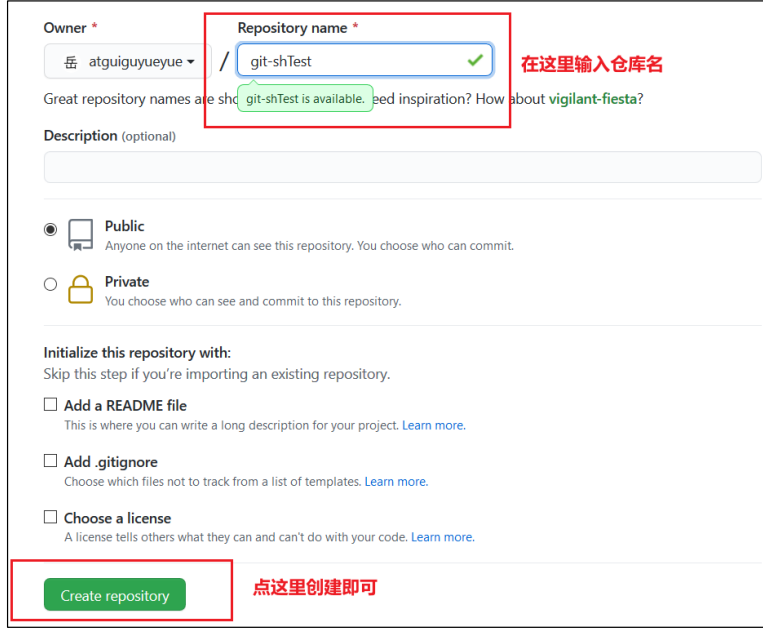 Owner *
Repository name *
岳 atguiguyueyue / git-shTest
在这里输入仓库名
Great repository names are sho
git-shTest is available.
eed inspiration? How about vigilant-fiesta?
Description (optional)
Public
Anyone on the internet can see this repository. You choose who can commit.
Private
You choose who can see and commit to this repository.
Initialize this repository with:
Skip this step if you're importing an existing repository.
Add a README file
This is where you can write a long description for your project. Learn more.
Add .gitignore
Choose which files not to track from a list of templates. Learn more.
Choose a license
A license tells others what they can and can't do with your code. Learn more.
Create repository
点这里创建即可